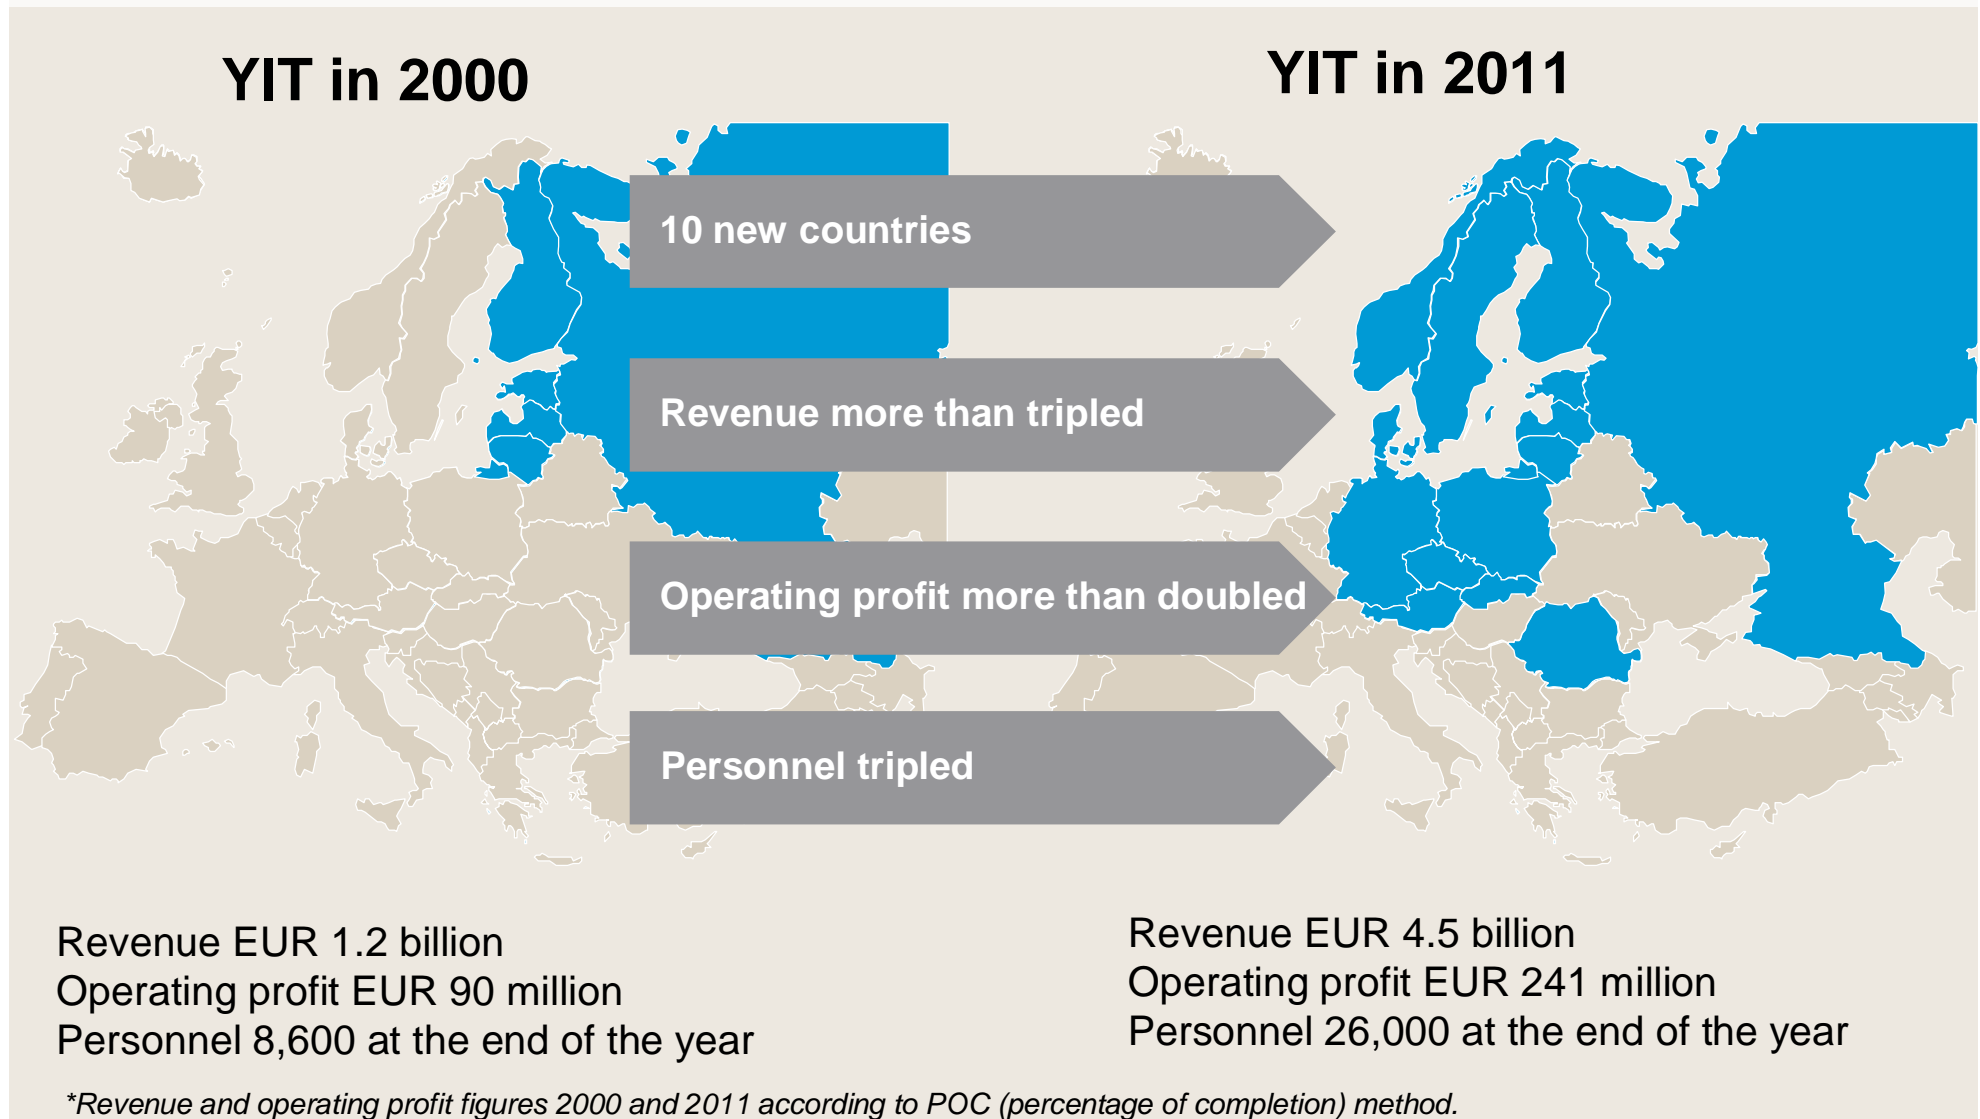 YIT in 2000
YIT in 2011
10 new countries
Revenue more than tripled
Operating profit more than doubled
Personnel tripled
Revenue EUR 1.2 billion
Operating profit EUR 90 million
Personnel 8,600 at the end of the year
Revenue EUR 4.5 billion
Operating profit EUR 241 million
Personnel 26,000 at the end of the year
*Revenue and operating profit figures 2000 and 2011 according to POC (percentage of completion) method.